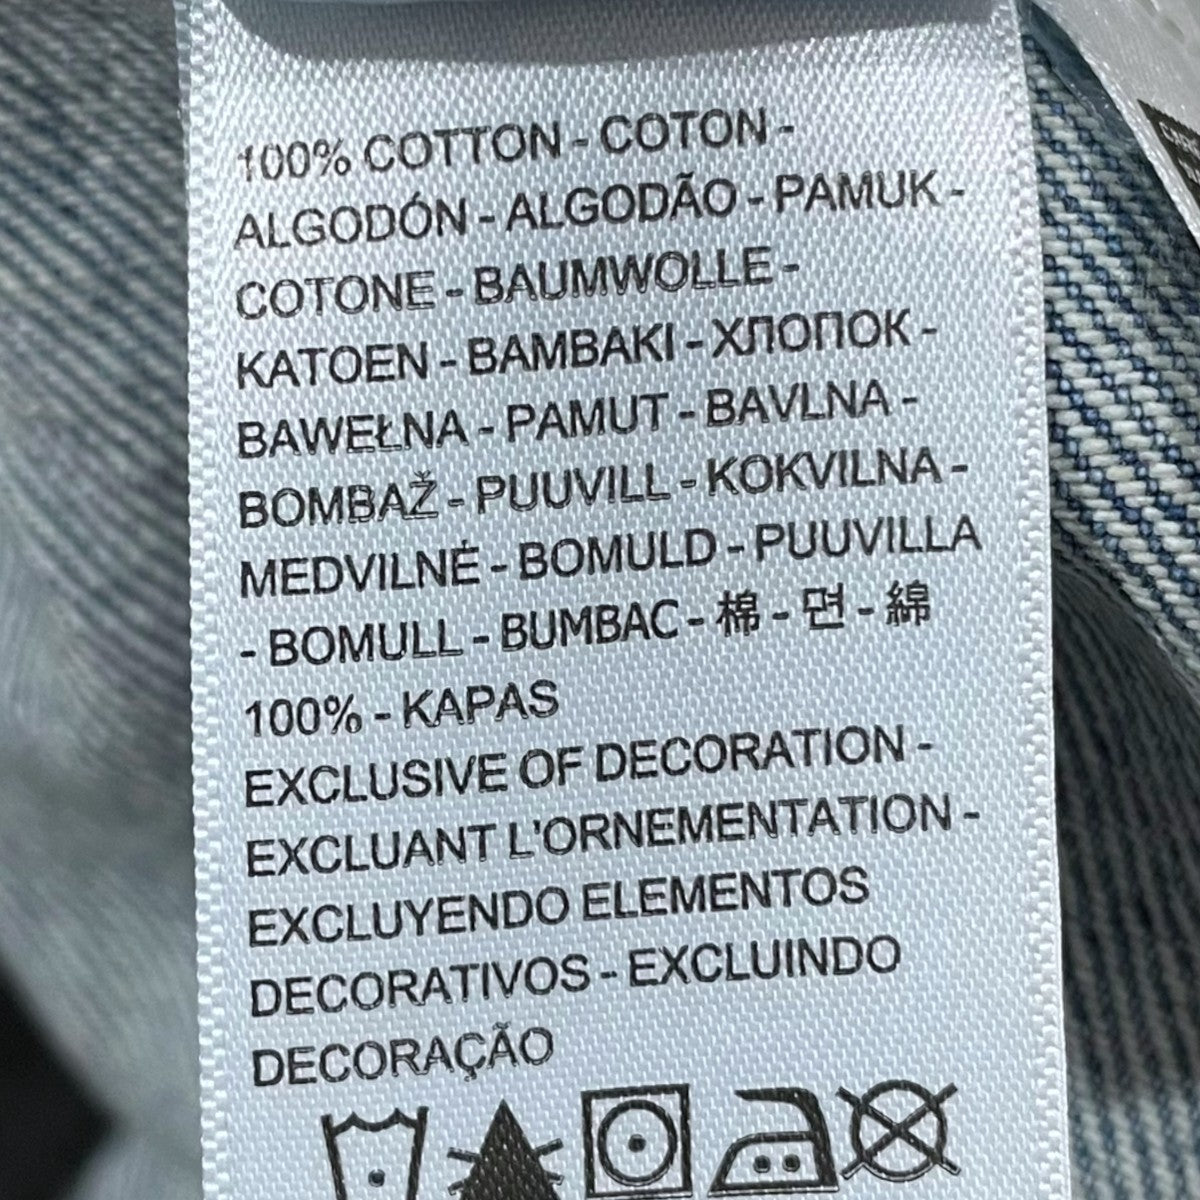 100% COTTON - COTON -
ALGODÓN - ALGODÃO - PAMUK -
COTONE - BAUMWOLLE -
KATOEN - BAMBAKI - ХЛОПОК -
BAWEŁNA - PAMUT - BAVLNA -
BOMBAŽ - PUUVILL - KOKVILNA -
MEDVILNĖ - BOMULD - PUUVILLA
- BOMULL - BUMBAC - 棉 - 면 - 綿
100% - KAPAS
EXCLUSIVE OF DECORATION -
EXCLUANT L'ORNEMENTATION -
EXCLUYENDO ELEMENTOS
DECORATIVOS - EXCLUINDO
DECORAÇÃO